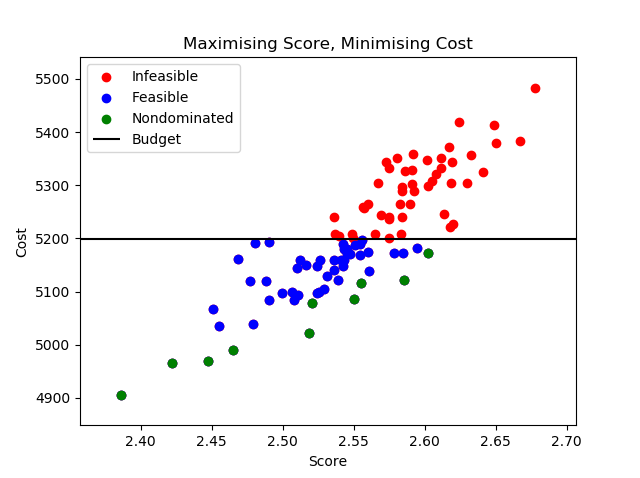 Maximising Score, Minimising Cost
Infeasible
Feasible
Nondominated
Budget
5500
5400
5300
5200
5100
5000
4900
Cost
2.40 2.45 2.50 2.55 2.60 2.65 2.70
Score